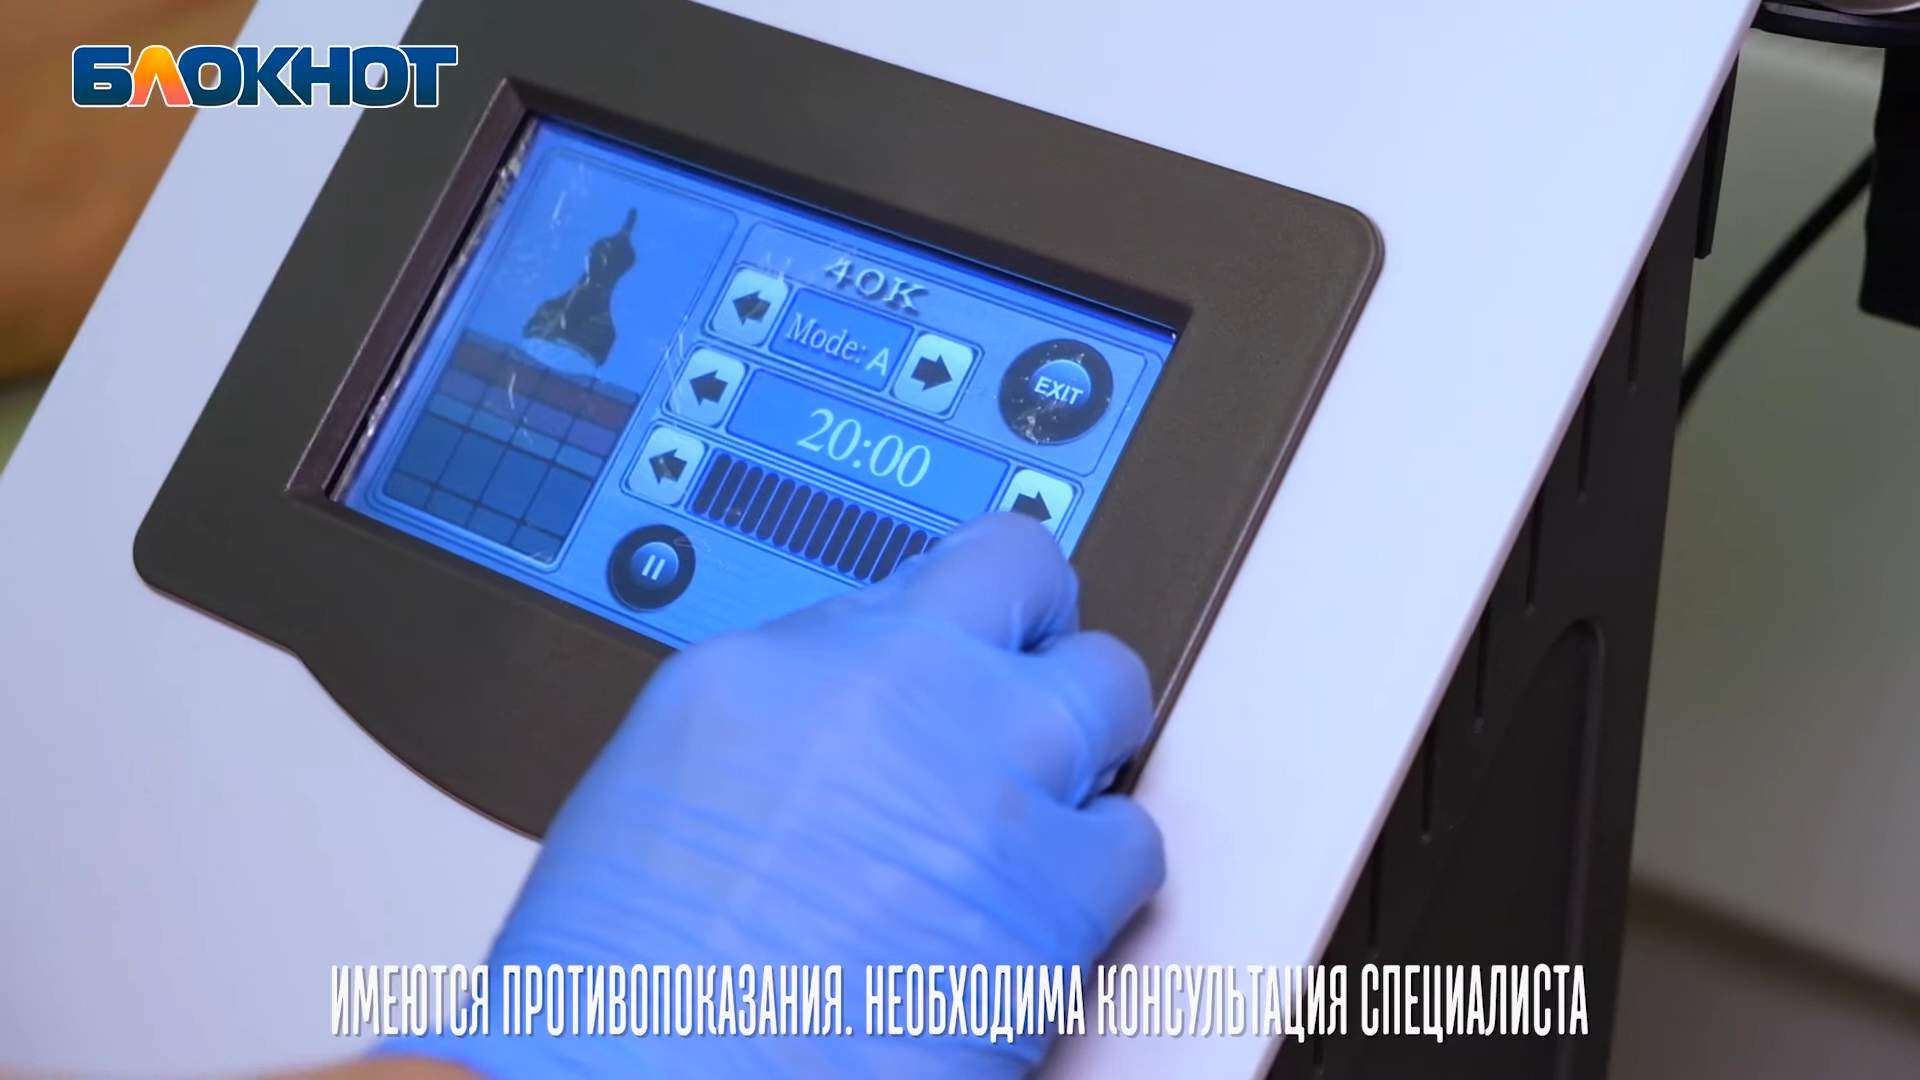 БЛОКНОТ
40K
Mode: A
EXIT
20:00
ИМЕЮТСЯ ПРОТИВОПОКАЗАНИЯ. НЕОБХОДИМА КОНСУЛЬТАЦИЯ СПЕЦИАЛИСТА